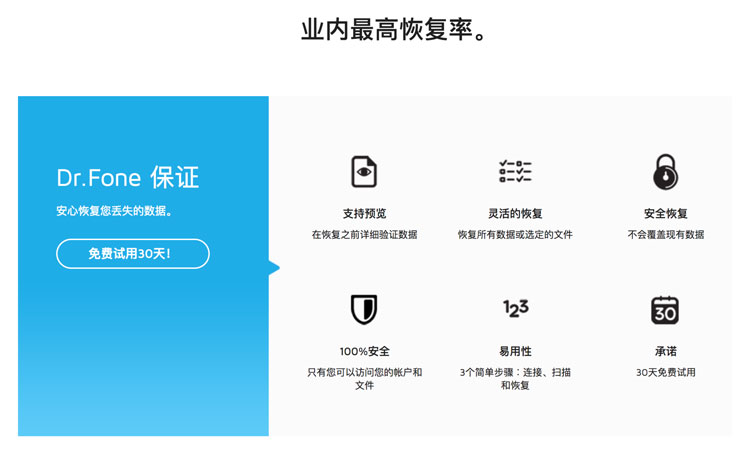 业内最高恢复率。
Dr.Fone 保证
安心恢复您丢失的数据。
免费试用30天！
支持预览
在恢复之前详细验证数据
灵活的恢复
恢复所有数据或选定的文件
安全恢复
不会覆盖现有数据
100%安全
只有您可以访问您的帐户和
文件
123
易用性
3个简单步骤：连接、扫描
和恢复
30
承诺
30天免费试用